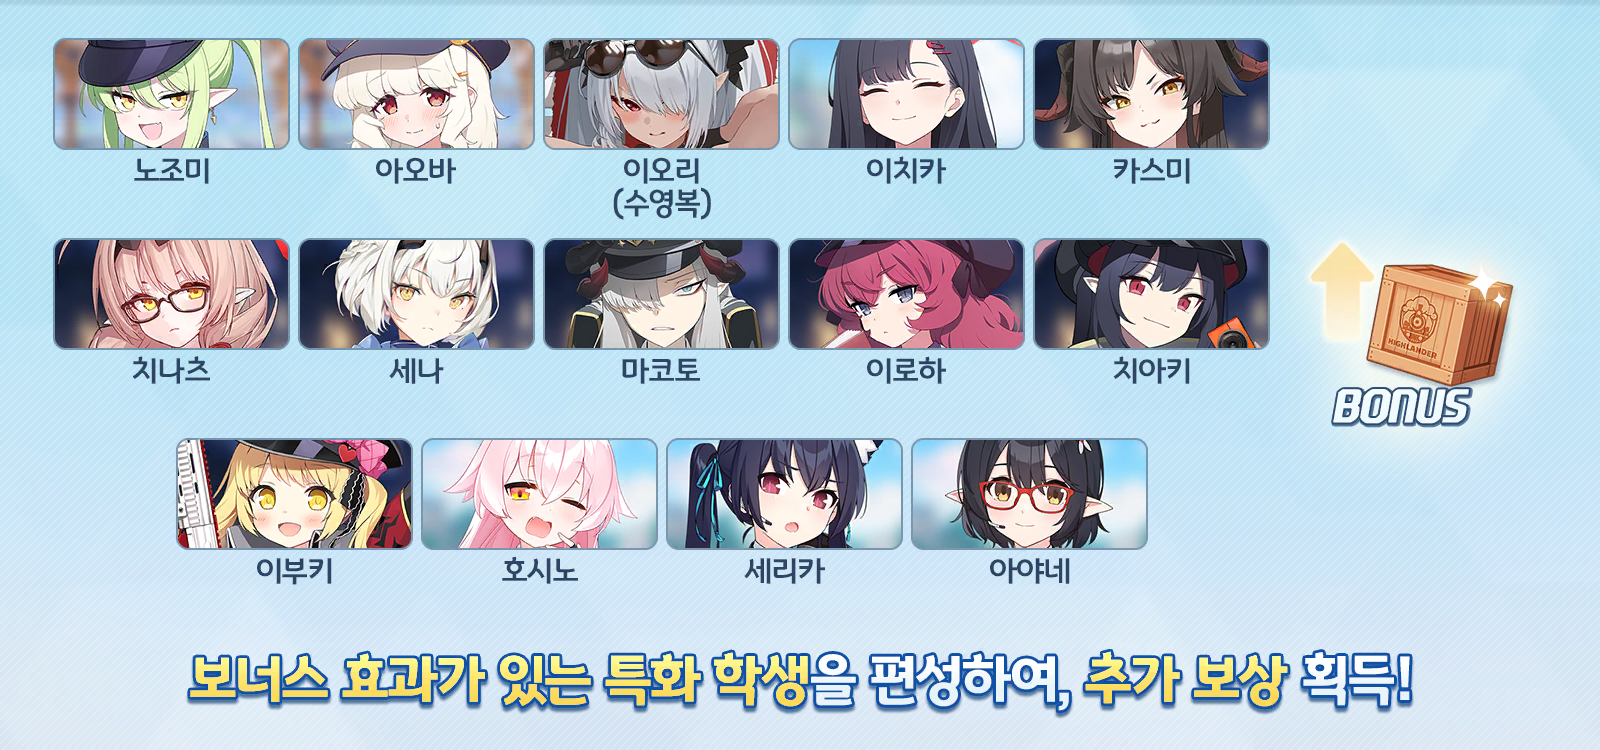 노조미
아오바
이오리
(수영복)
이치카
카스미
치나츠
세나
마코토
이로하
치아키
HIGHLANDER
BONUS
이부키
호시노
세리카
아야네
보너스 효과가 있는 특화 학생을 편성하여, 추가 보상 획득!